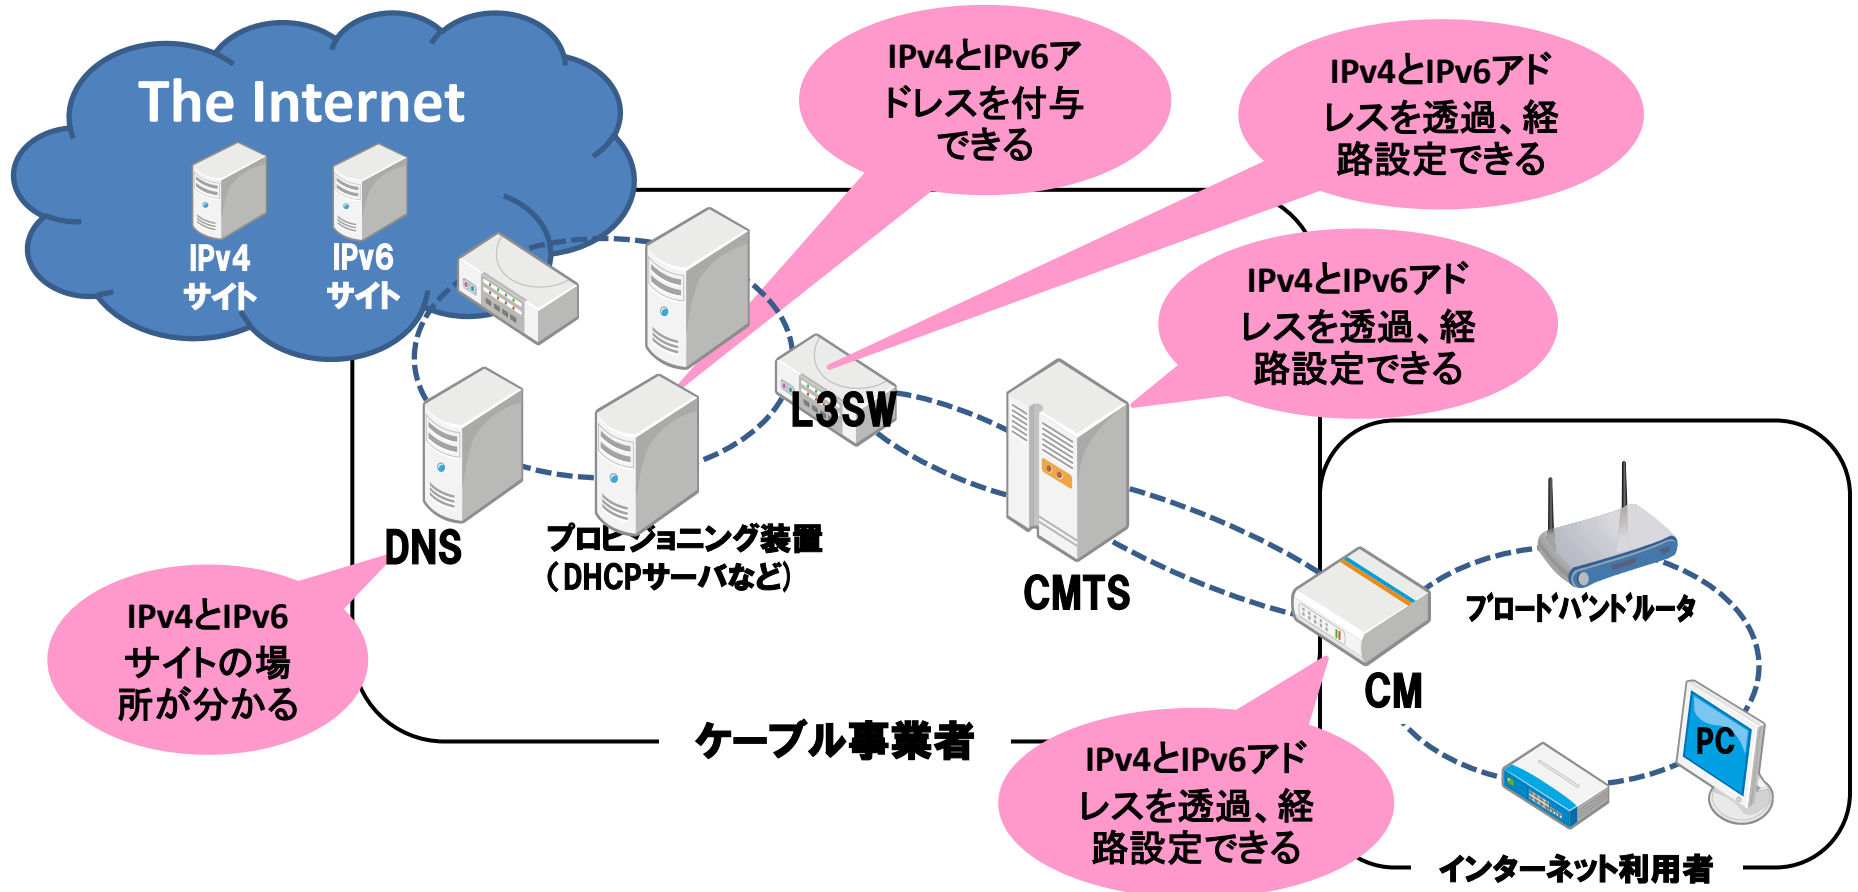 The Internet
IPv4
サイト
IPv6
サイト
IPv4とIPv6ア
ドレスを付与
できる
IPv4とIPv6アド
レスを透過、経
路設定できる
IPv4とIPv6アド
レスを透過、経
路設定できる
L3SW
DNS
プロビジョニング装置
（DHCPサーバなど）
CMTS
IPv4とIPv6
サイトの場
所が分かる
ブロードバンドルータ
CM
PC
ケーブル事業者
IPv4とIPv6アド
レスを透過、経
路設定できる
インターネット利用者